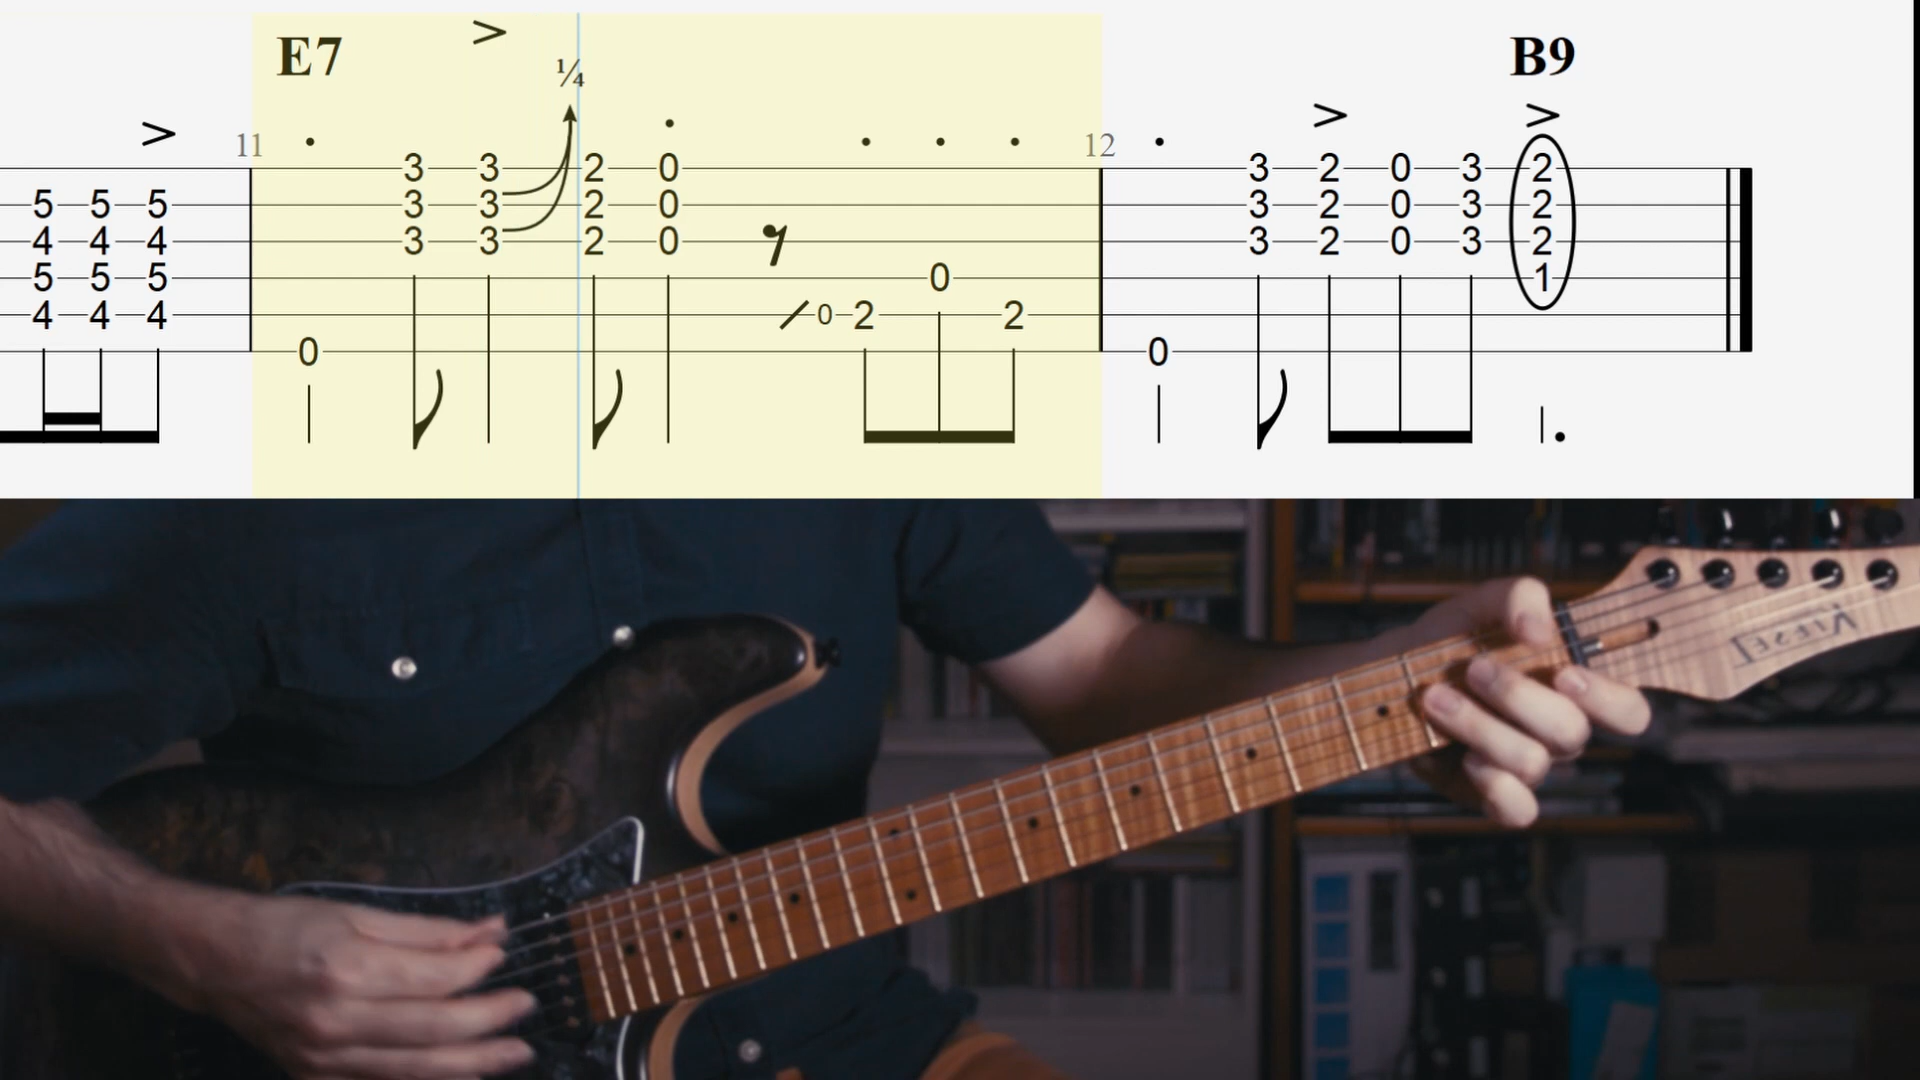 E7 > B9
1/4
> > >
11 12
3 3 2 0 3 2 0 3 2
5 5 5 3 3 2 0 3 2 0 3 2
4 4 4 3 3 2 0 3 2 0 3 2
5 5 5 0 1
4 4 4 0 2 2
0 0